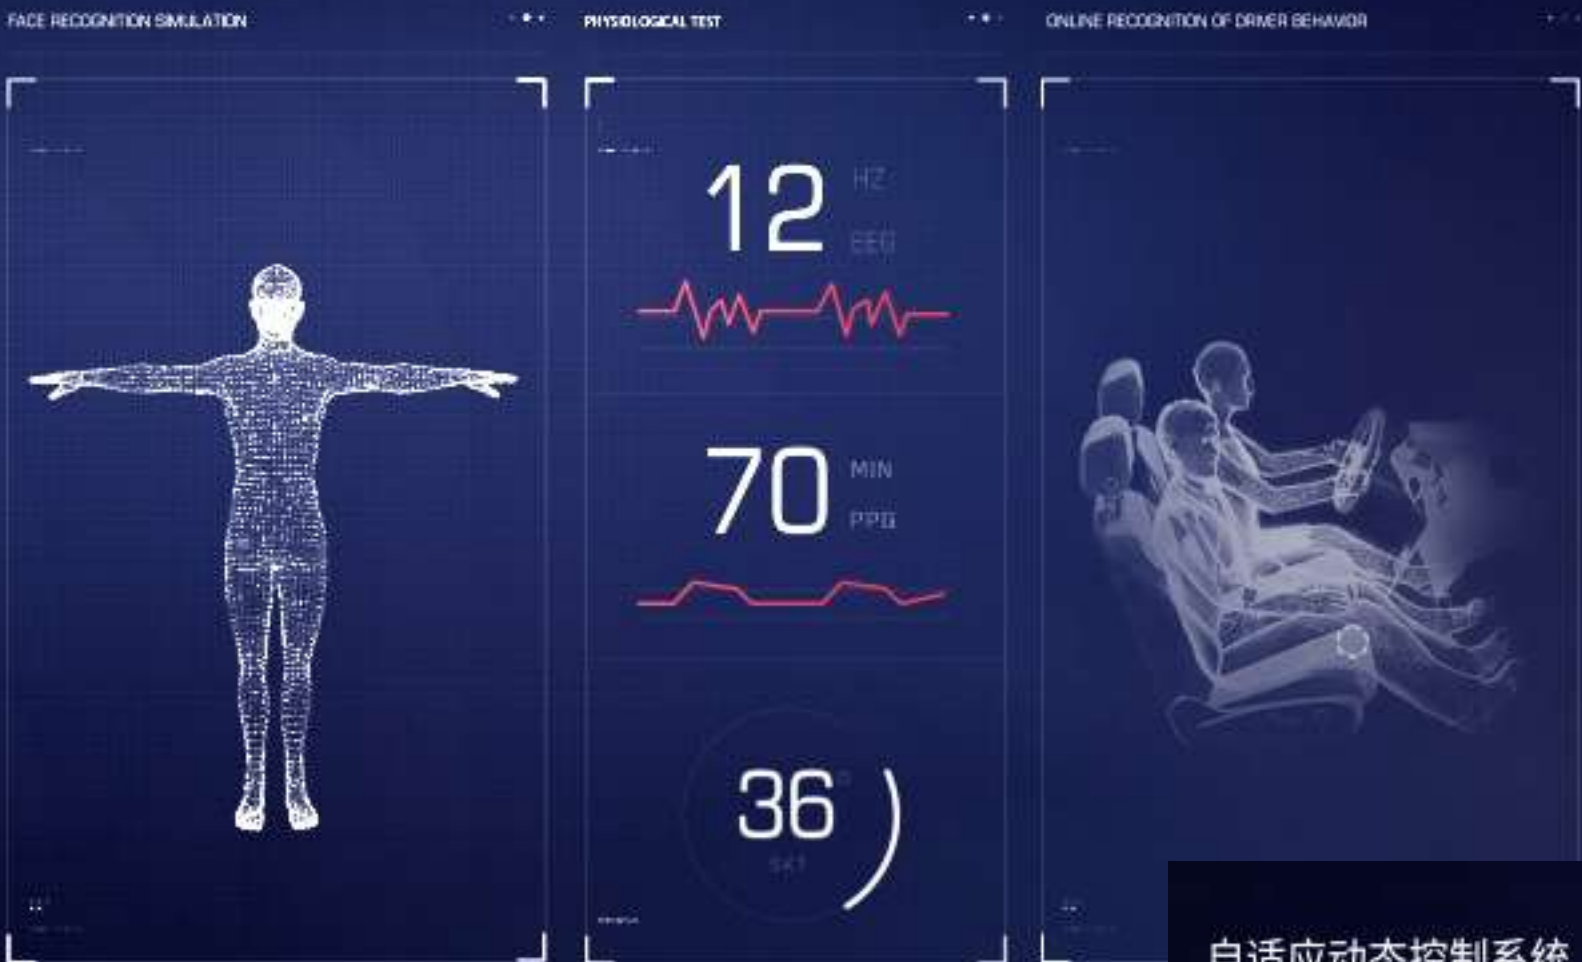 FACE RECOGNITION SIMULATION
PHYSIOLOGICAL TEST
ONLINE RECOGNITION OF DRIVER BEHAVIOR
12
HZ
EEG
70
MIN
PPG
36
SKT
自适应动态控制系统